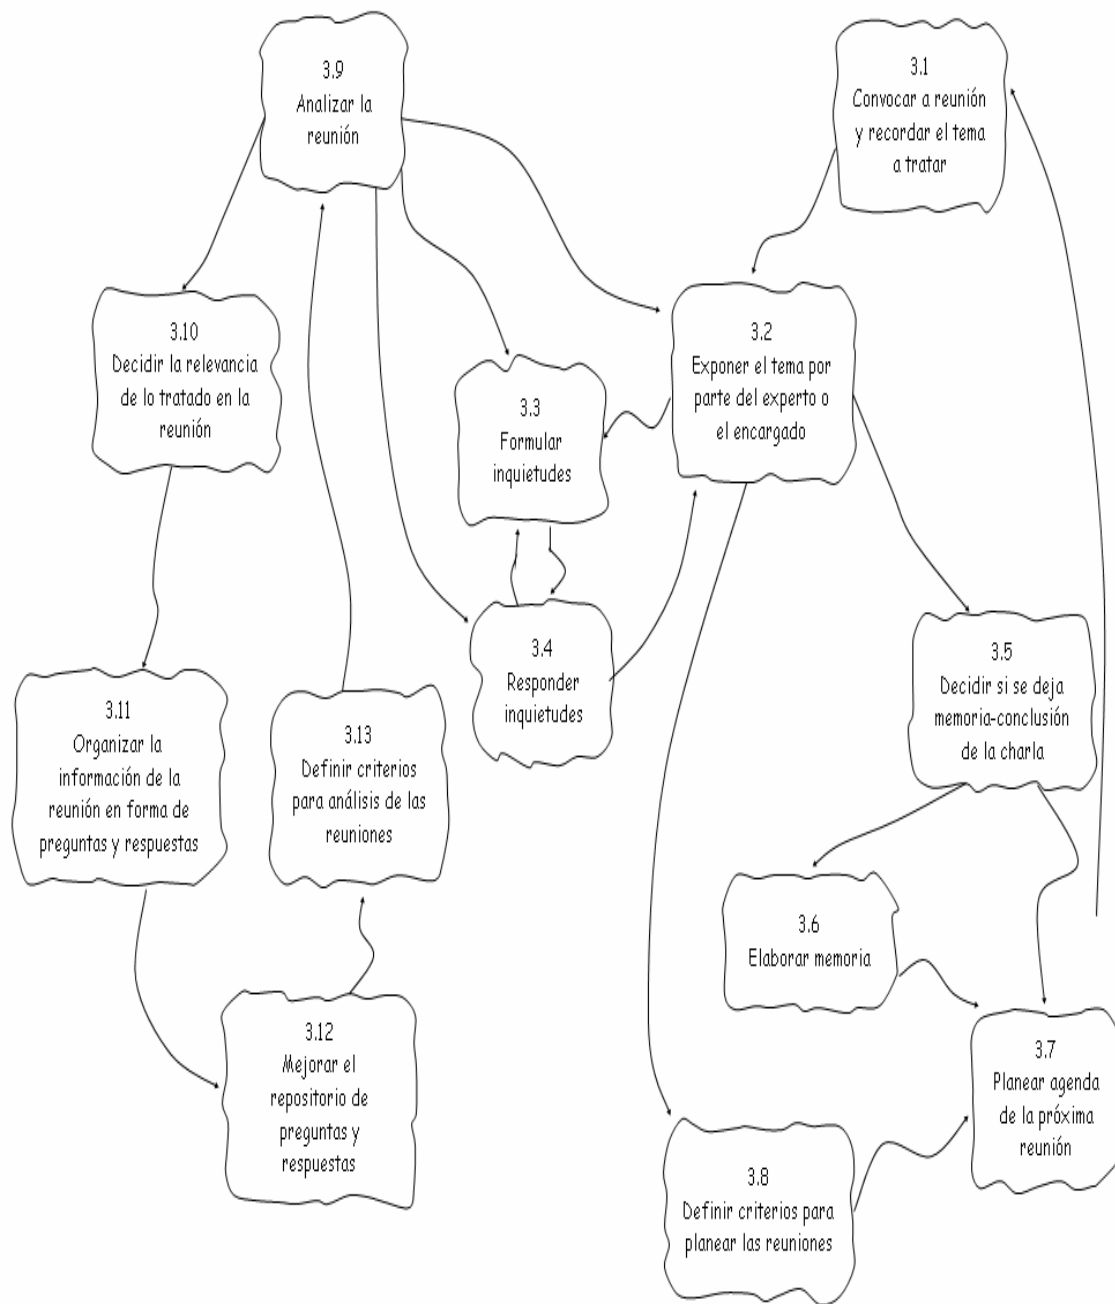 3.9
Analizar la
reunión
3.1
Convocar a reunión
y recordar el tema
a tratar
3.10
Decidir la relevancia
de lo tratado en la
reunión
3.2
Exponer el tema por
parte del experto o
el encargado
3.3
Formular
inquietudes
3.4
Responder
inquietudes
3.5
Decidir si se deja
memoria-conclusión
de la charla
3.11
Organizar la
información de la
reunión en forma de
preguntas y respuestas
3.13
Definir criterios
para análisis de las
reuniones
3.6
Elaborar memoria
3.12
Mejorar el
repositorio de
preguntas y
respuestas
3.7
Planear agenda
de la próxima
reunión
3.8
Definir criterios para
planear las reuniones